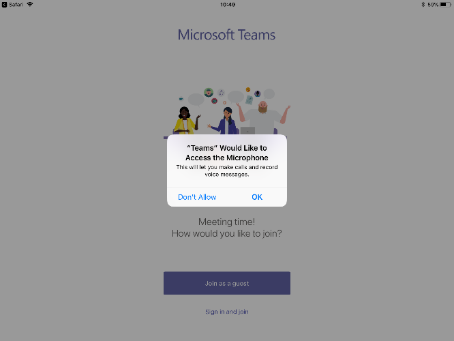 Safari
10:40
59%
Microsoft Teams
"Teams" Would Like to
Access the Microphone
This will let you make calls and record
voice messages.
Don't Allow
OK
Meeting time!
How would you like to join?
Join as a guest
Sign in and join